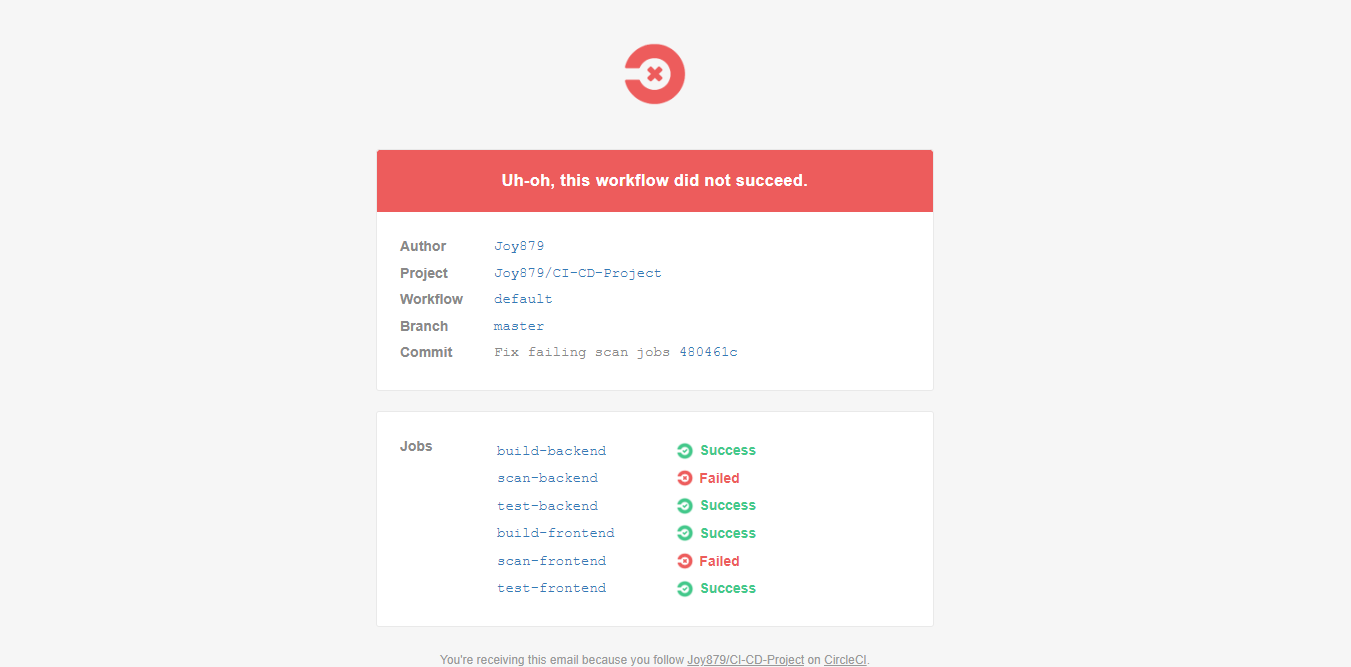 Uh-oh, this workflow did not succeed.
Author Joy879
Project Joy879/CI-CD-Project
Workflow default
Branch master
Commit Fix failing scan jobs 480461c
Jobs build-backend Success
scan-backend Failed
test-backend Success
build-frontend Success
scan-frontend Failed
test-frontend Success
You're receiving this email because you follow Joy879/CI-CD-Project on CircleCI.